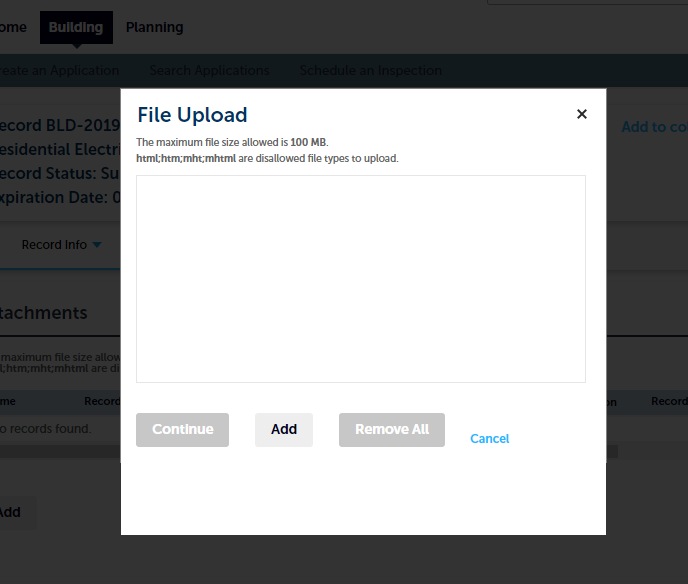 ome Building Planning
reate an Application Search Applications Schedule an Inspection
File Upload ×
ecord BLD-2019 Add to co
The maximum file size allowed is 100 MB.
esidential Electri
html;htm;mht;mhtml are disallowed file types to upload.
ecord Status: Su
xpiration Date: 0
Record Info
tachments
maximum file size allow
l;htm;mht;mhtml are di
me Record on Record
o records found.
Continue Add Remove All Cancel
Add